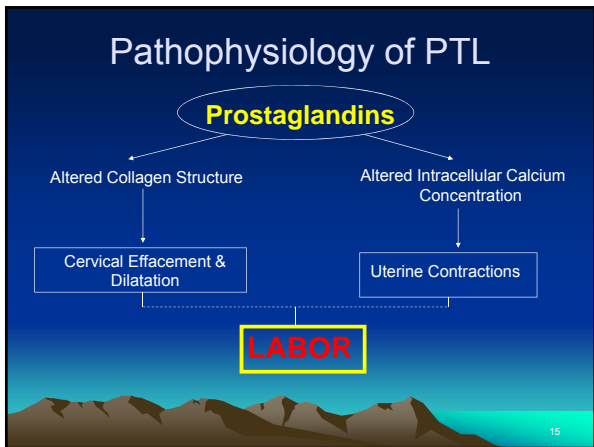 Pathophysiology of PTL
Prostaglandins
Altered Collagen Structure
Altered Intracellular Calcium
Concentration
Cervical Effacement &
Dilatation
Uterine Contractions
LABOR
15